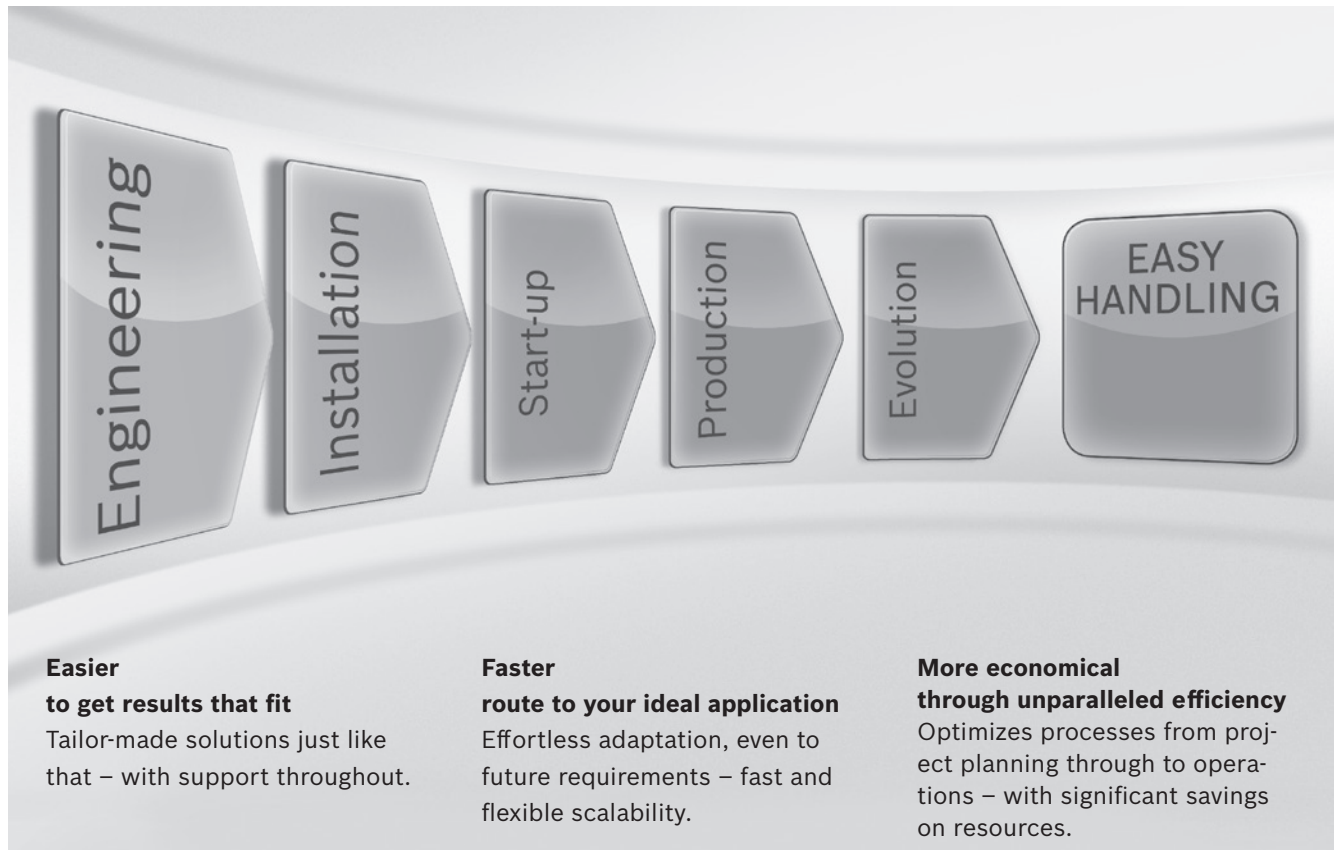 Engineering
Installation
Start-up
Production
Evolution
EASY
HANDLING
Easier
to get results that fit
Tailor-made solutions just like
that – with support throughout.
Faster
route to your ideal application
Effortless adaptation, even to
future requirements – fast and
flexible scalability.
More economical
through unparalleled efficiency
Optimizes processes from proj-
ect planning through to opera-
tions – with significant savings
on resources.